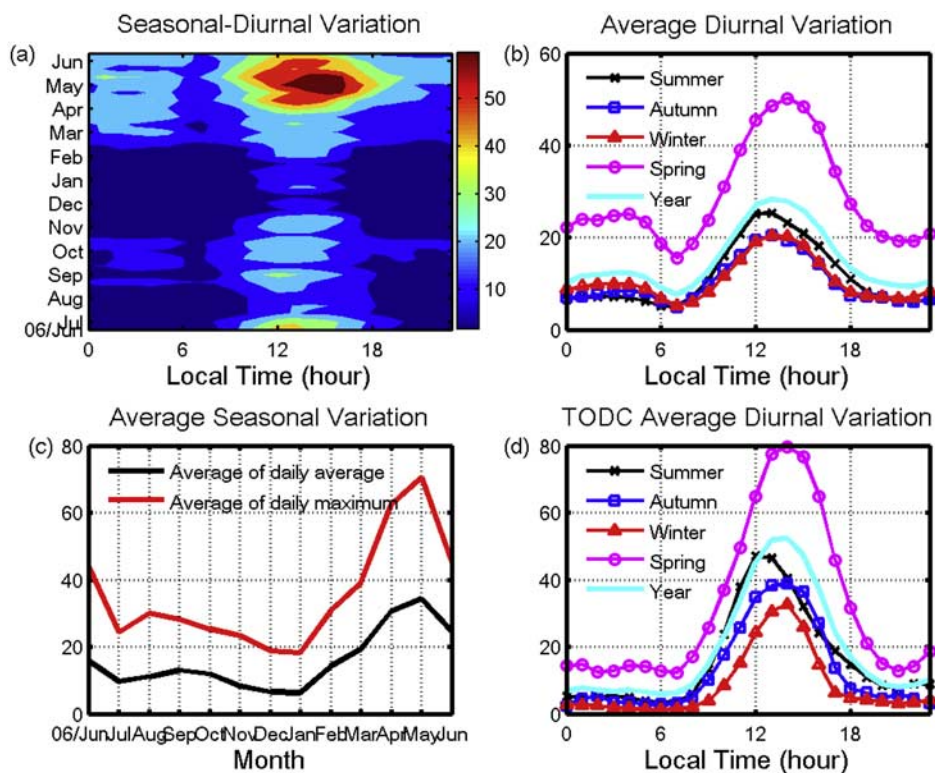 Seasonal-Diurnal Variation
(a)
Jun
May
Apr
Mar
Feb
Jan
Dec
Nov
Oct
Sep
Aug
Jul
06/Jun
0 6 12 18
Local Time (hour)
50
40
30
20
10
Average Diurnal Variation
(b)
60
40
20
0
Summer
Autumn
Winter
Spring
Year
0 6 12 18
Local Time (hour)
Average Seasonal Variation
(c)
80
60
40
20
0
Average of daily average
Average of daily maximum
06/Jun Jul Aug Sep Oct Nov Dec Jan Feb Mar Apr May Jun
Month
TODC Average Diurnal Variation
(d)
80
60
40
20
0
Summer
Autumn
Winter
Spring
Year
0 6 12 18
Local Time (hour)